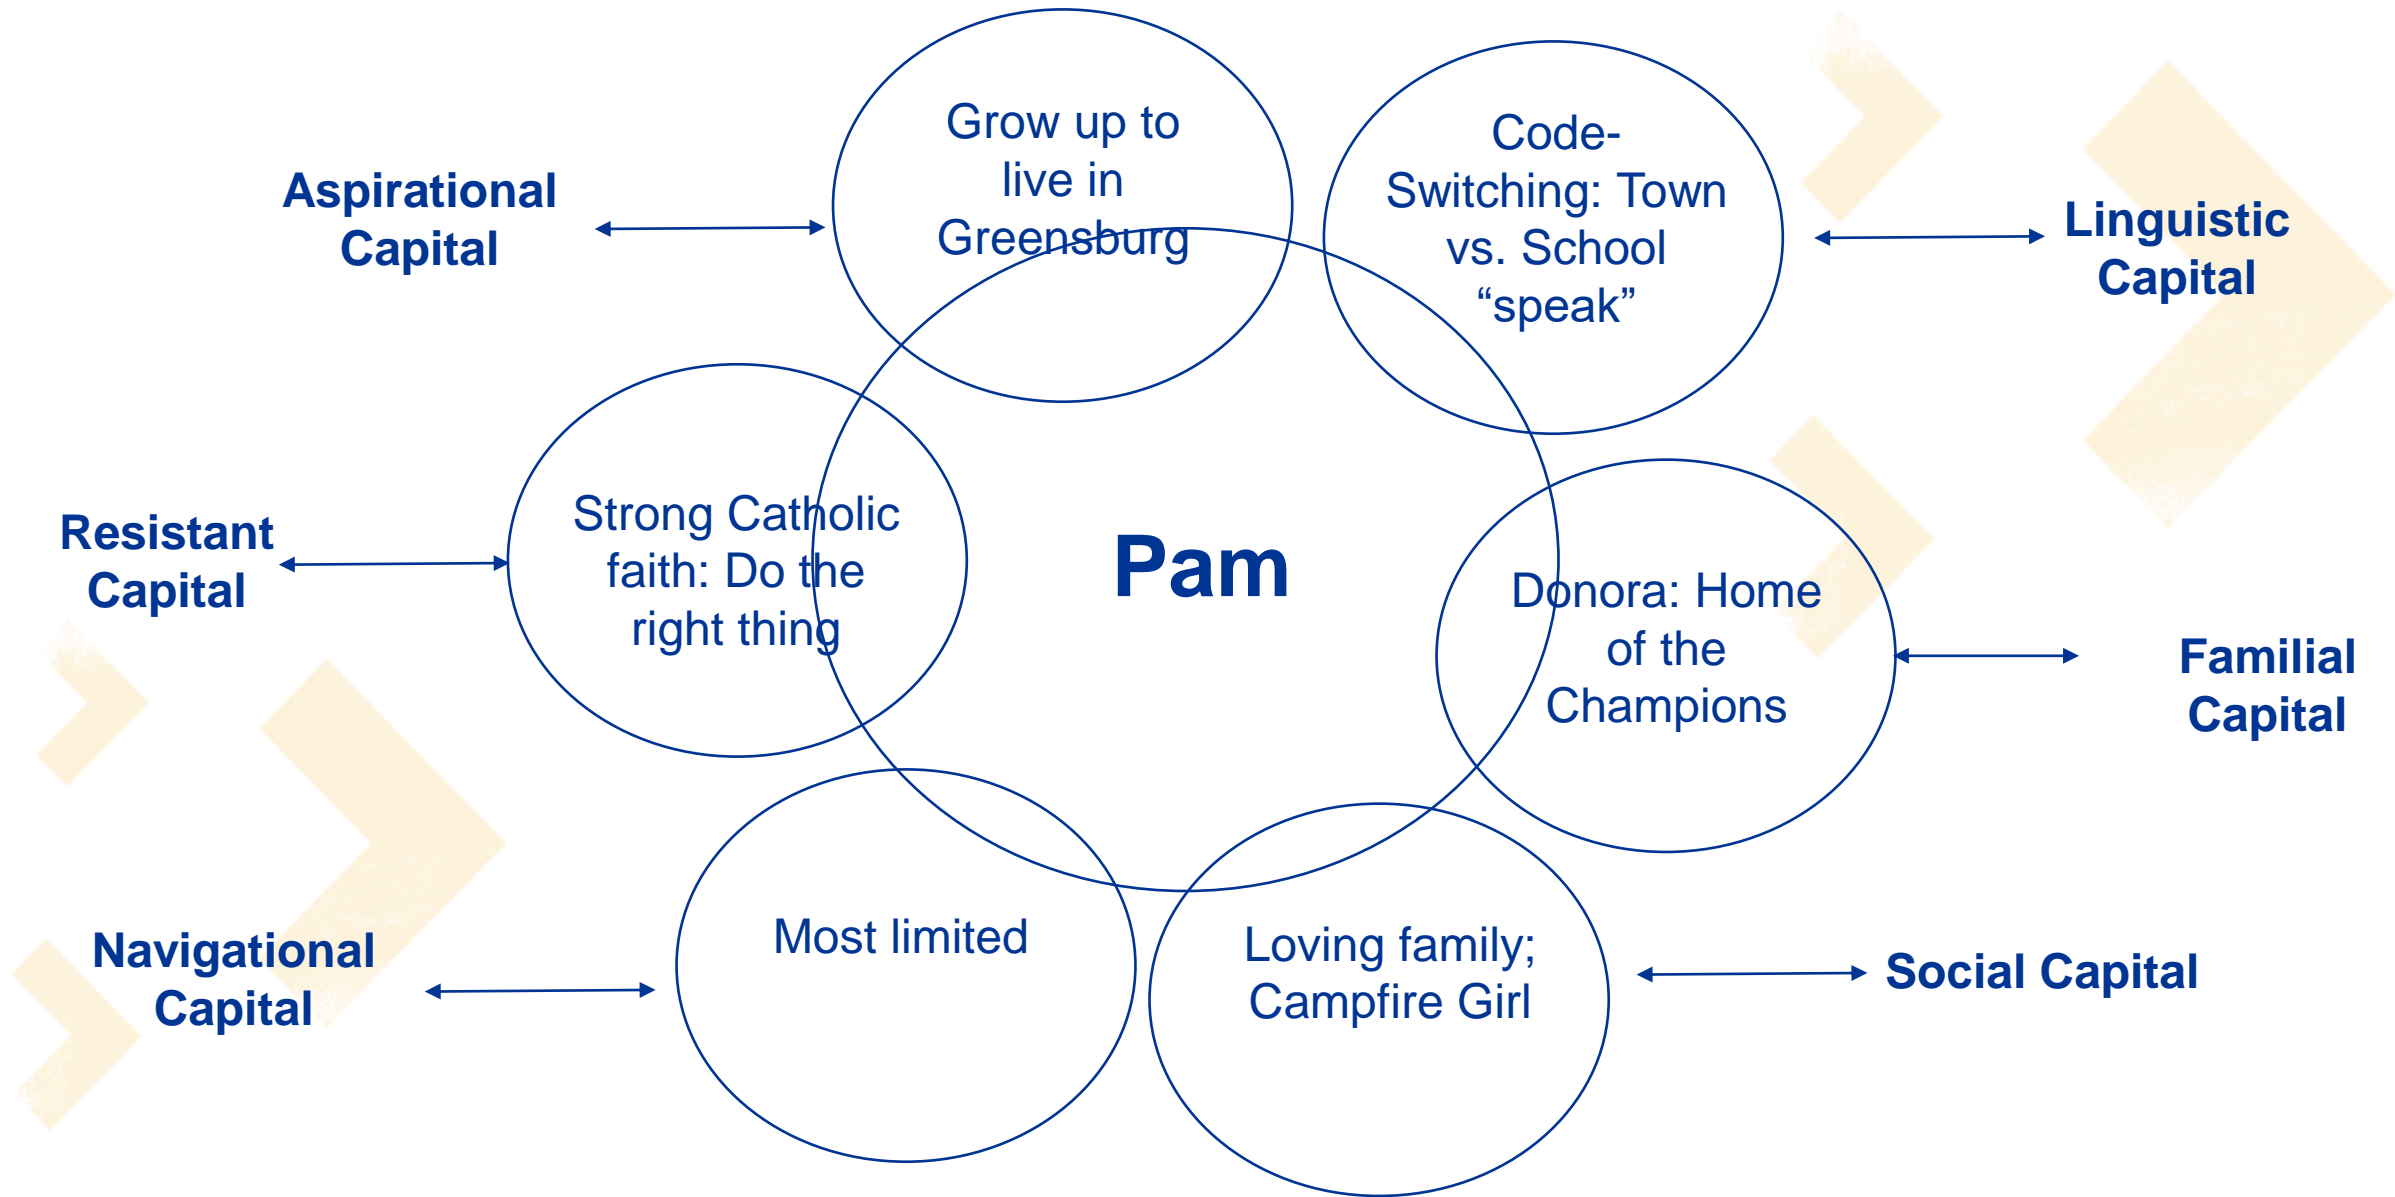 Aspirational
Capital
Grow up to
live in
Greensburg
Code-
Switching: Town
vs. School
“speak”
Linguistic
Capital
Resistant
Capital
Strong Catholic
faith: Do the
right thing
Pam
Donora: Home
of the
Champions
Familial
Capital
Navigational
Capital
Most limited
Loving family;
Campfire Girl
Social Capital